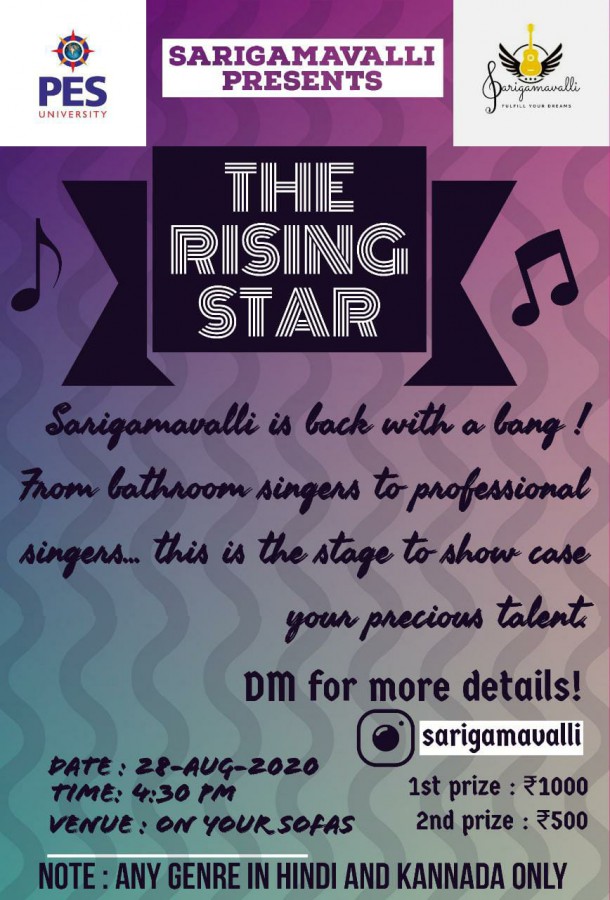 PES
UNIVERSITY
SARIGAMAVALLI
PRESENTS
Sarigamavalli
FULFILL YOUR DREAMS
THE
RISING
STAR
Sarigamavalli is back with a bang !
From bathroom singers to professional
singers... this is the stage to show case
your precious talent.
DM for more details!
sarigamavalli
DATE : 28-AUG-2020
TIME: 4:30 PM
VENUE : ON YOUR SOFAS
1st prize : ₹1000
2nd prize : ₹500
NOTE : ANY GENRE IN HINDI AND KANNADA ONLY